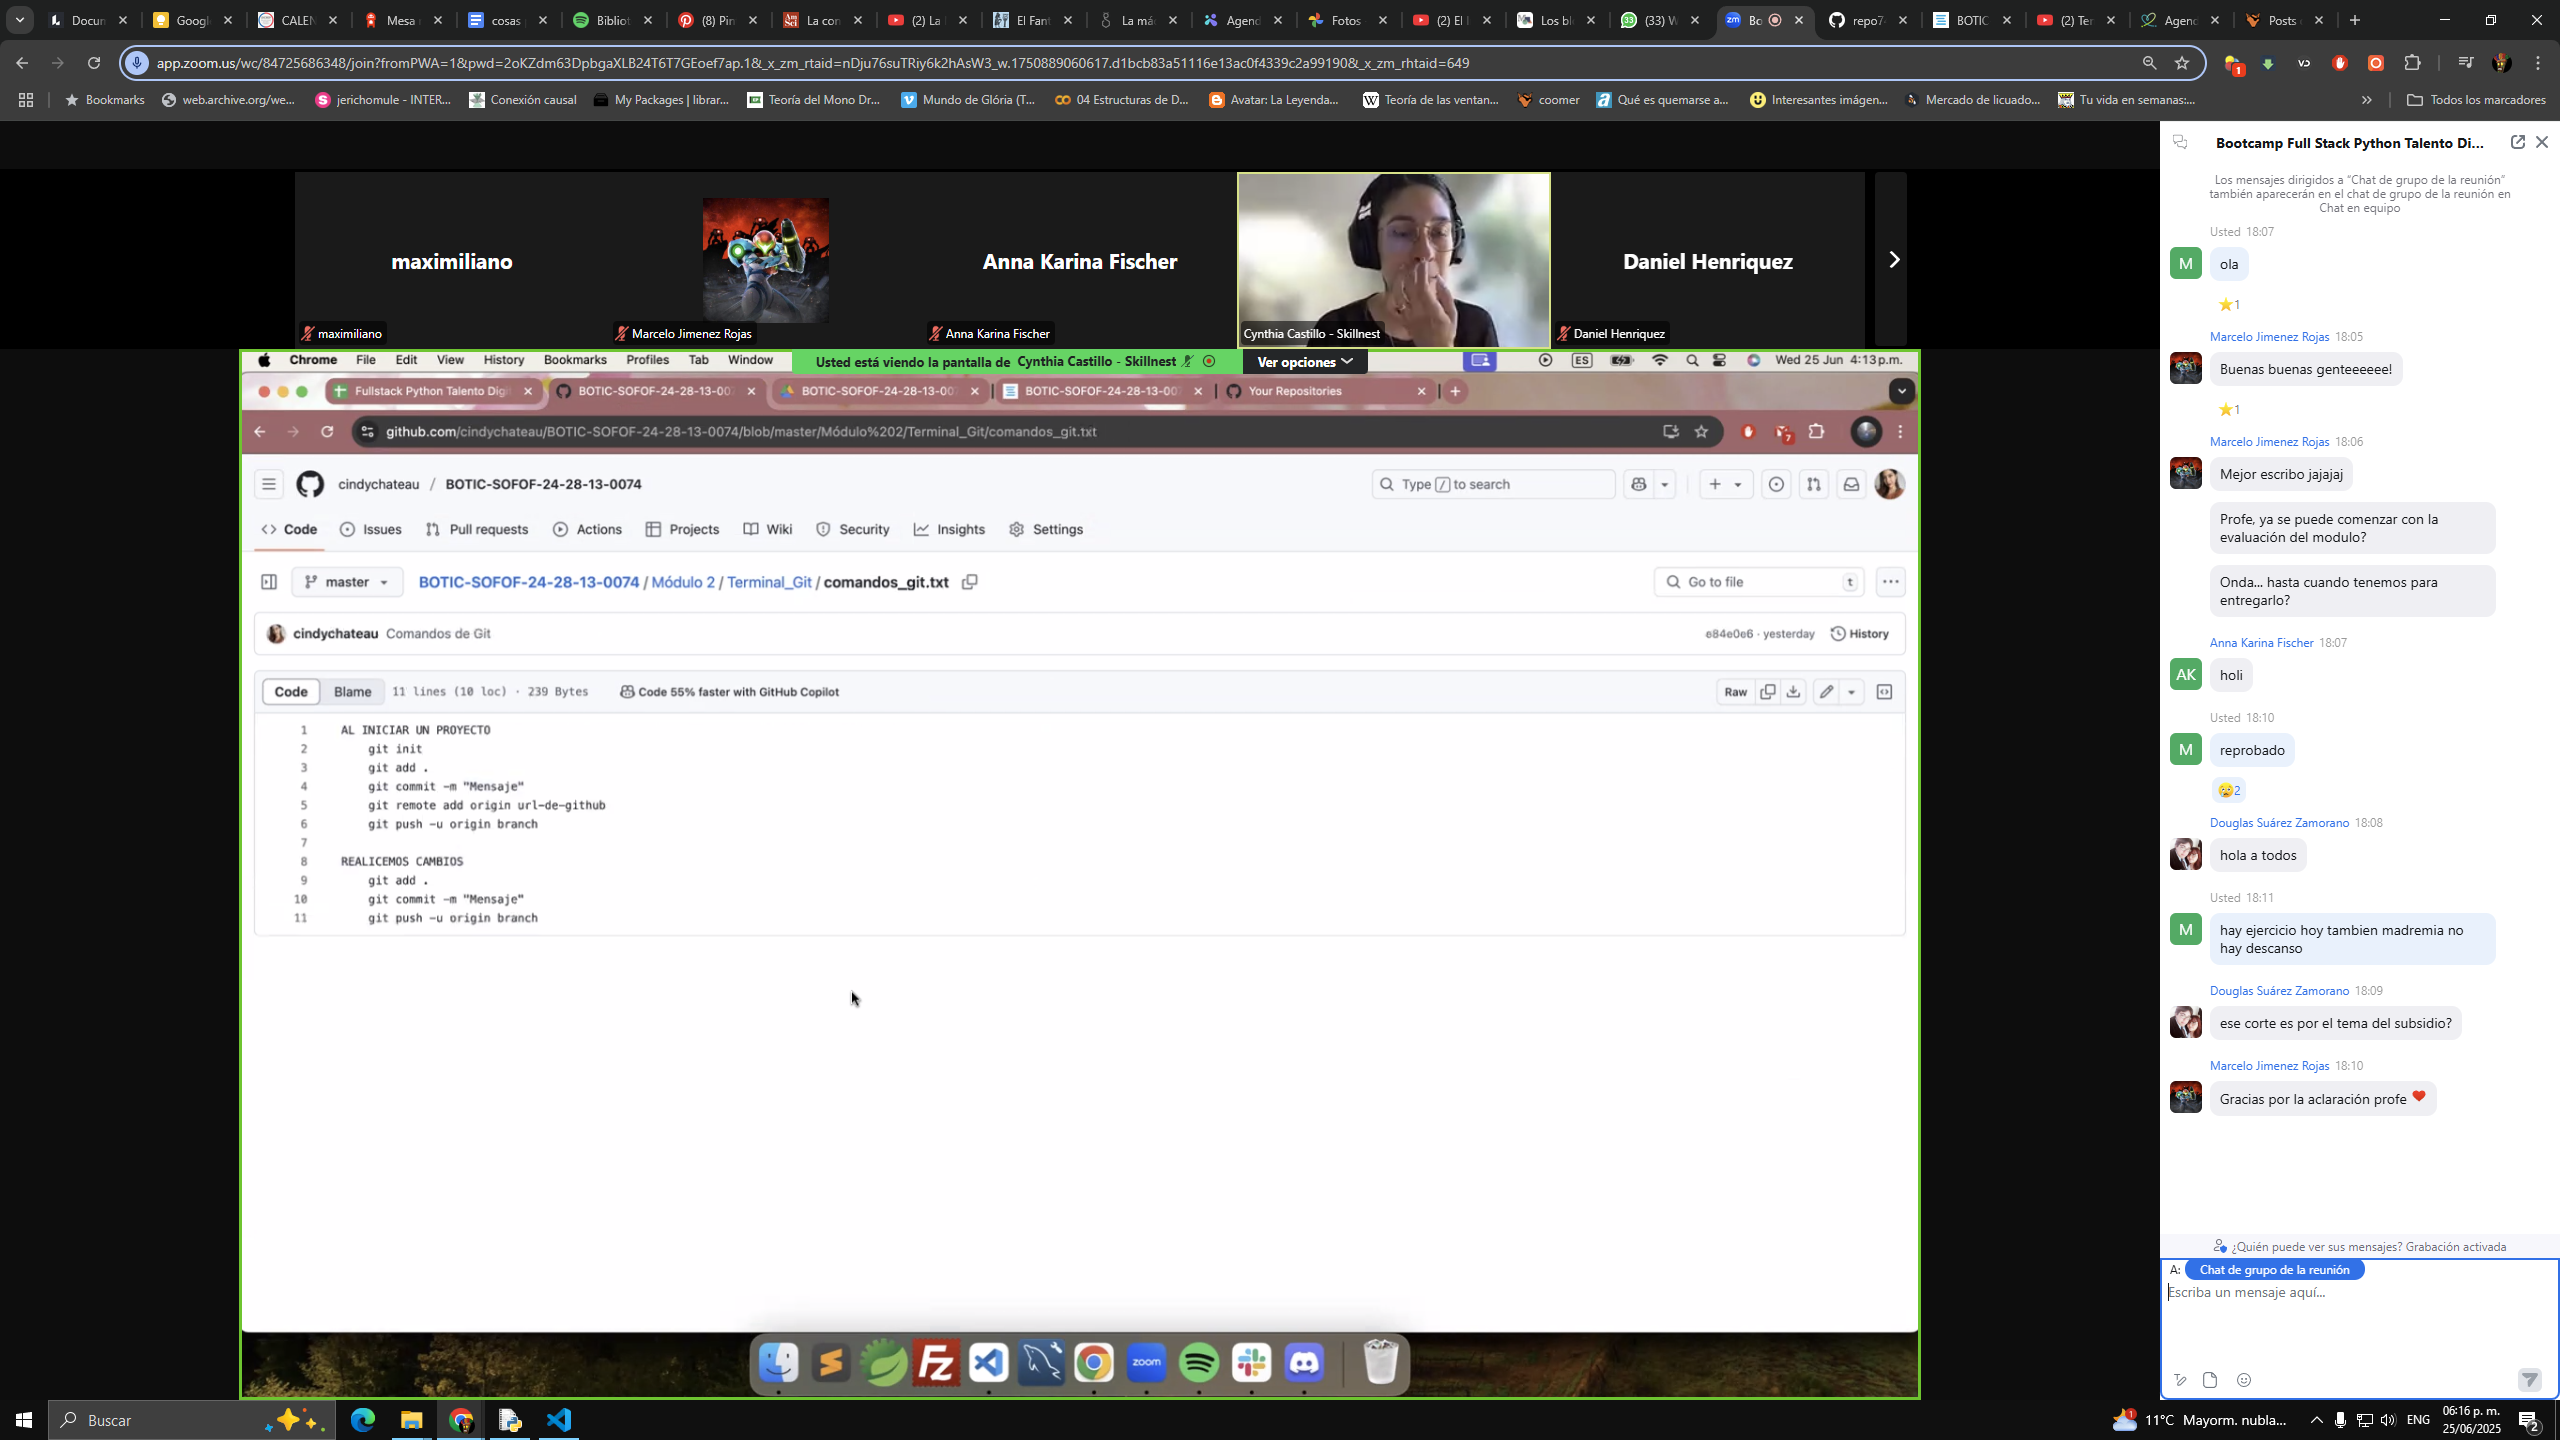 Docum
Google
CALEN
Mesa
cosas
Bibliot
(8) Pin
La con
(2) La
El Fant
La má
Agend
Fotos
(2) El
Los bl
(33) W
Bo
repo7
BOTIC
(2) Ter
Agend
Posts
app.zoom.us/wc/84725686348/join?fromPWA=1&pwd=2oKZdm63DpbgaXLB24T6T7GEoef7ap.1&_x_zm_rtaid=nDju76suTRiy6k2hAsW3_w.1750889060617.d1bcb83a51116e13ac0f4339c2a99190&_x_zm_rhtaid=649
Bookmarks
web.archive.org/we...
jerichomule - INTER...
Conexión causal
My Packages | librar...
Teoría del Mono Dr...
Mundo de Glória (T...
04 Estructuras de D...
Avatar: La Leyenda...
Teoría de las ventan...
coomer
Qué es quemarse a...
Interesantes imágen...
Mercado de licuado...
Tu vida en semanas:...
Todos los marcadores
maximiliano
Anna Karina Fischer
Daniel Henriquez
maximiliano
Marcelo Jimenez Rojas
Anna Karina Fischer
Cynthia Castillo - Skillnest
Daniel Henriquez
Chrome File Edit View History Bookmarks Profiles Tab Window
Usted está viendo la pantalla de Cynthia Castillo - Skillnest
Ver opciones
ES
Wed 25 Jun 4:13 p.m.
Fullstack Python Talento Digi
BOTIC-SOFOF-24-28-13-007
BOTIC-SOFOF-24-28-13-007
BOTIC-SOFOF-24-28-13-007
Your Repositories
github.com/cindychateau/BOTIC-SOFOF-24-28-13-0074/blob/master/Módulo%202/Terminal_Git/comandos_git.txt
7
cindychateau / BOTIC-SOFOF-24-28-13-0074
Type / to search
Code Issues Pull requests Actions Projects Wiki Security Insights Settings
master
BOTIC-SOFOF-24-28-13-0074 / Módulo 2 / Terminal_Git / comandos_git.txt
Go to file t
cindychateau Comandos de Git
e84e0e6 · yesterday
History
Code Blame 11 lines (10 loc) · 239 Bytes
Code 55% faster with GitHub Copilot
Raw
1 AL INICIAR UN PROYECTO
2 git init
3 git add .
4 git commit -m "Mensaje"
5 git remote add origin url-de-github
6 git push -u origin branch
7
8 REALICEMOS CAMBIOS
9 git add .
10 git commit -m "Mensaje"
11 git push -u origin branch
zoom
Bootcamp Full Stack Python Talento Di...
Los mensajes dirigidos a "Chat de grupo de la reunión"
también aparecerán en el chat de grupo de la reunión en
Chat en equipo
Usted 18:07
M
ola
1
Marcelo Jimenez Rojas 18:05
Buenas buenas genteeeeee!
1
Marcelo Jimenez Rojas 18:06
Mejor escribo jajajaj
Profe, ya se puede comenzar con la
evaluación del modulo?
Onda... hasta cuando tenemos para
entregarlo?
Anna Karina Fischer 18:07
AK
holi
Usted 18:10
M
reprobado
2
Douglas Suárez Zamorano 18:08
hola a todos
Usted 18:11
M
hay ejercicio hoy tambien madremia no
hay descanso
Douglas Suárez Zamorano 18:09
ese corte es por el tema del subsidio?
Marcelo Jimenez Rojas 18:10
Gracias por la aclaración profe
¿Quién puede ver sus mensajes? Grabación activada
A: Chat de grupo de la reunión
Escriba un mensaje aquí...
Buscar
11°C Mayorm. nubla...
ENG
06:16 p. m.
25/06/2025
2